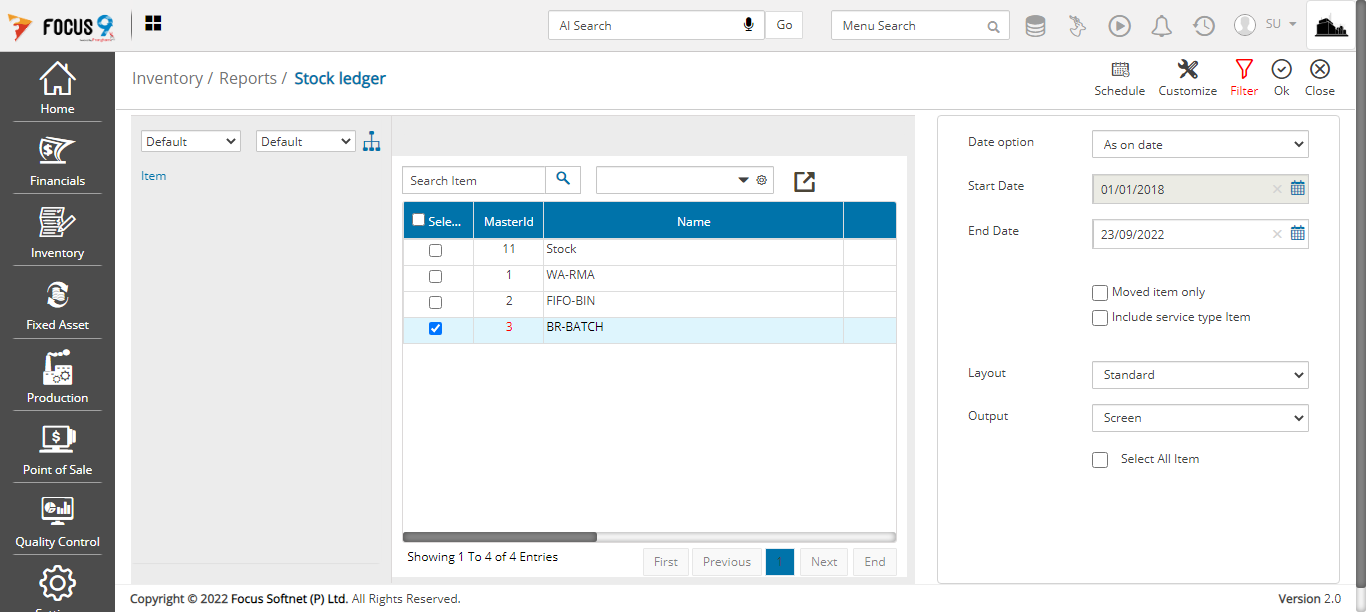 FOCUS 9
AI Search
Go
Menu Search
SU
Home
Financials
Inventory
Fixed Asset
Production
Point of Sale
Quality Control
Inventory / Reports / Stock ledger
Schedule
Customize
Filter
Ok
Close
Default
Default
Item
Search Item
Sele... MasterId Name
11 Stock
1 WA-RMA
2 FIFO-BIN
3 BR-BATCH
Showing 1 To 4 of 4 Entries
First
Previous
1
Next
End
Date option As on date
Start Date 01/01/2018
End Date 23/09/2022
Moved item only
Include service type Item
Layout Standard
Output Screen
Select All Item
Copyright © 2022 Focus Softnet (P) Ltd. All Rights Reserved.
Version 2.0